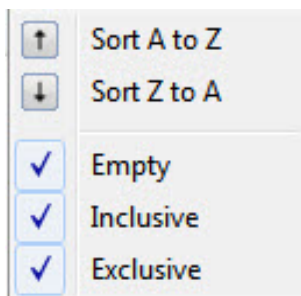 Sort A to Z
Sort Z to A
Empty
Inclusive
Exclusive